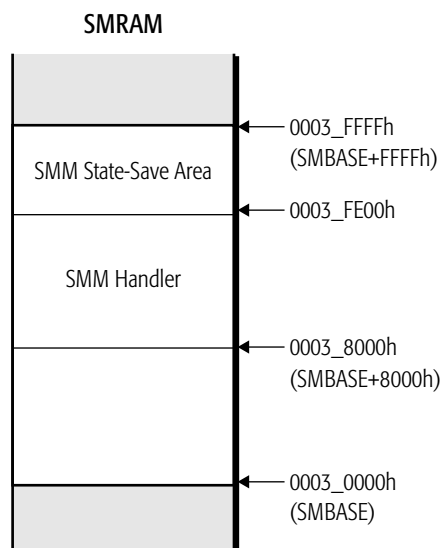 SMRAM
0003_FFFFh
(SMBASE+FFFFh)
SMM State-Save Area
0003_FE00h
SMM Handler
0003_8000h
(SMBASE+8000h)
0003_0000h
(SMBASE)